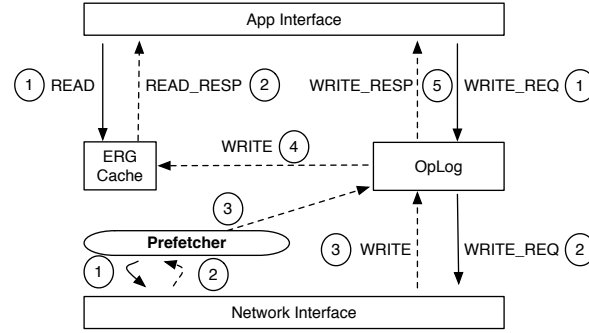 App Interface
1 READ READ_RESP 2 WRITE_RESP 5 WRITE_REQ 1
WRITE 4
ERG
Cache
OpLog
3
Prefetcher
1 2 3 WRITE WRITE_REQ 2
Network Interface